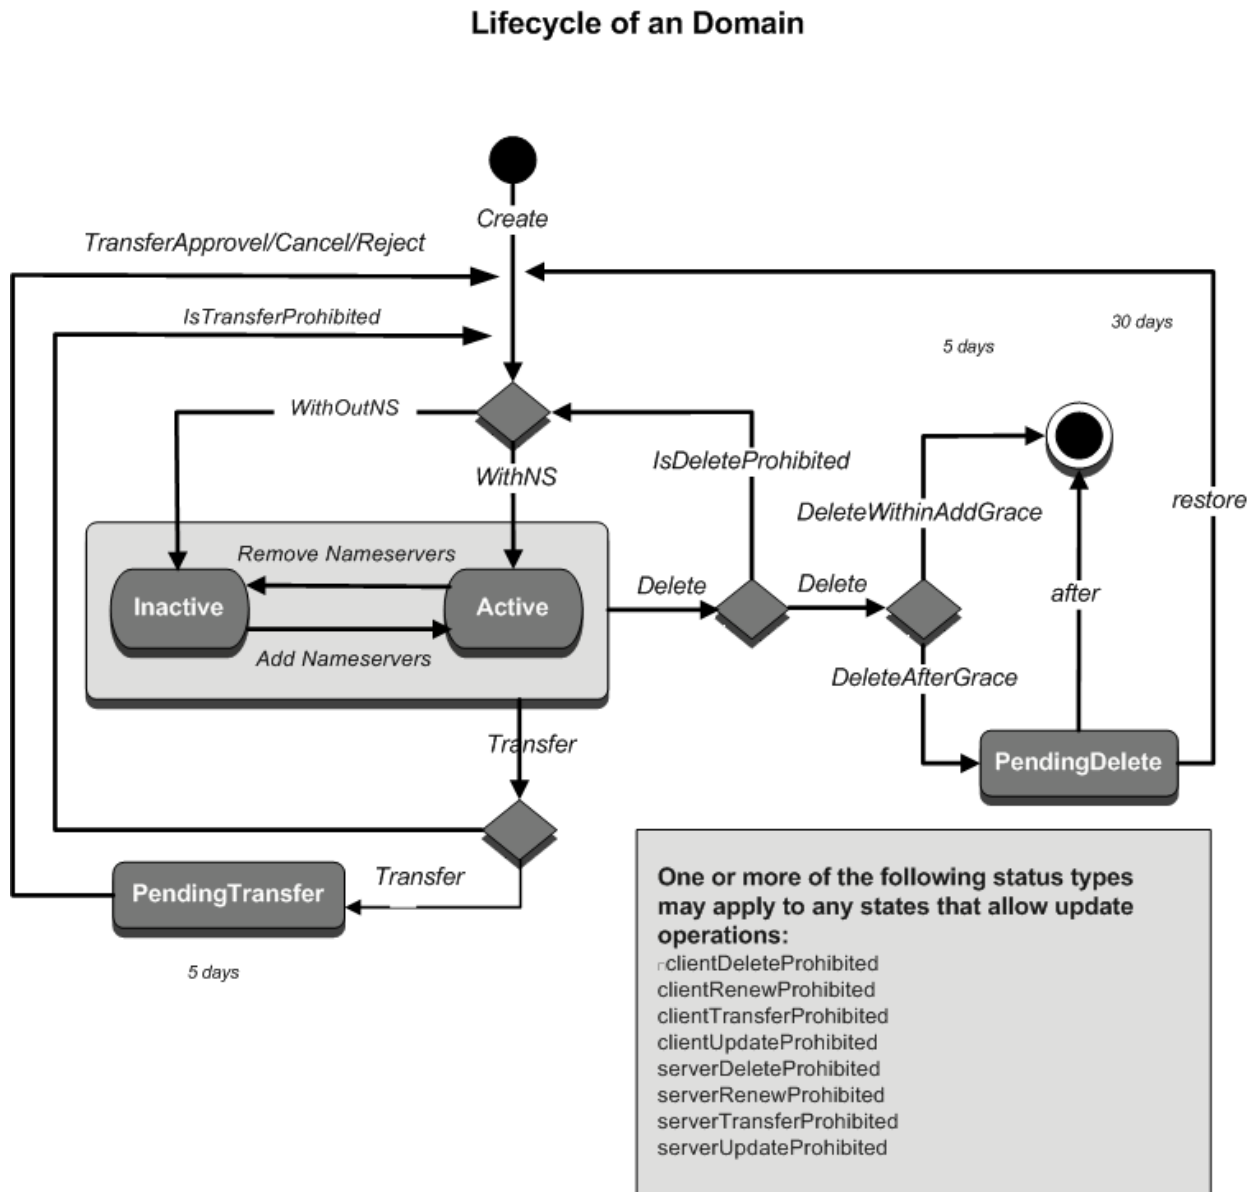 Lifecycle of an Domain
Create
TransferApprovel/Cancel/Reject
IsTransferProhibited
30 days
5 days
WithOutNS
IsDeleteProhibited
WithNS
DeleteWithinAddGrace
restore
Remove Nameservers
Inactive
Active
Delete
Delete
after
Add Nameservers
DeleteAfterGrace
Transfer
PendingDelete
Transfer
PendingTransfer
5 days
One or more of the following status types
may apply to any states that allow update
operations:
clientDeleteProhibited
clientRenewProhibited
clientTransferProhibited
clientUpdateProhibited
serverDeleteProhibited
serverRenewProhibited
serverTransferProhibited
serverUpdateProhibited